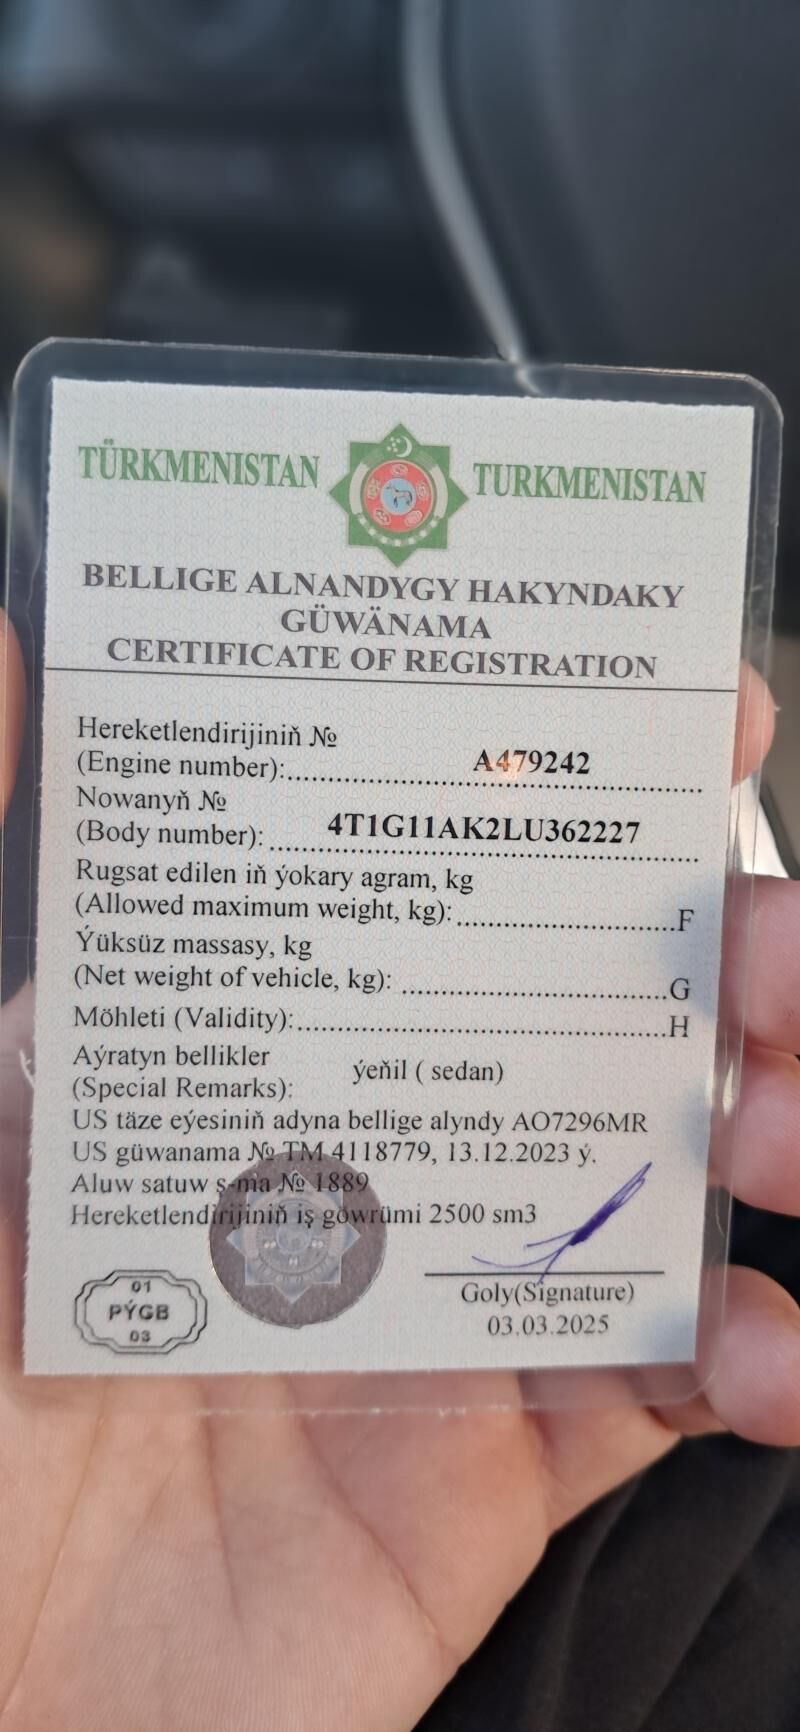 TÜRKMENISTAN TURKMENISTAN
BELLIGE ALNANDYGY HAKYNDAKY
GÜWÄNAMA
CERTIFICATE OF REGISTRATION
Hereketlendirijiniň №
(Engine number):........ A479242
Nowanyň №
(Body number): ........ 4T1G11AK2LU362227
Rugsat edilen iň ýokary agram, kg
(Allowed maximum weight, kg):........F
Ýüksüz massasy, kg
(Net weight of vehicle, kg): ........G
Möhleti (Validity):........H
Aýratyn bellikler
(Special Remarks): ýeňil ( sedan)
US täze eýesiniň adyna bellige alyndy AO7296MR
US güwanama № TM 4118779, 13.12.2023 ý.
Aluw satuw ş-ma № 1889
Hereketlendirijiniň iş göwrümi 2500 sm3
Goly(Signature)
03.03.2025
01
PÝGB
03